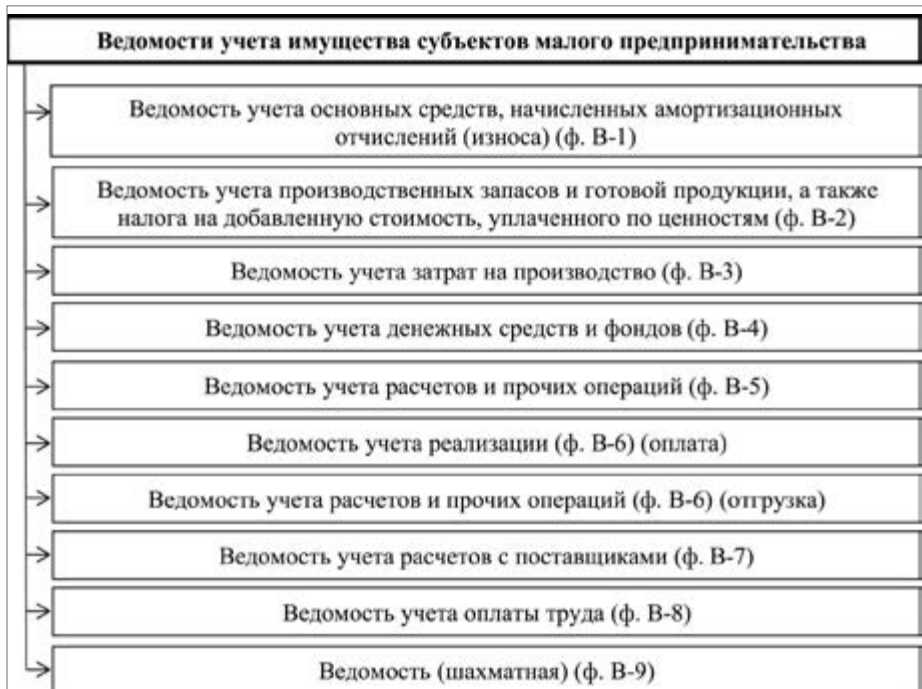 Ведомости учета имущества субъектов малого предпринимательства
Ведомость учета основных средств, начисленных амортизационных
отчислений (износа) (ф. В-1)
Ведомость учета производственных запасов и готовой продукции, а также
налога на добавленную стоимость, уплаченного по ценностям (ф. В-2)
Ведомость учета затрат на производство (ф. В-3)
Ведомость учета денежных средств и фондов (ф. В-4)
Ведомость учета расчетов и прочих операций (ф. В-5)
Ведомость учета реализации (ф. В-6) (оплата)
Ведомость учета расчетов и прочих операций (ф. В-6) (отгрузка)
Ведомость учета расчетов с поставщиками (ф. В-7)
Ведомость учета оплаты труда (ф. В-8)
Ведомость (шахматная) (ф. В-9)